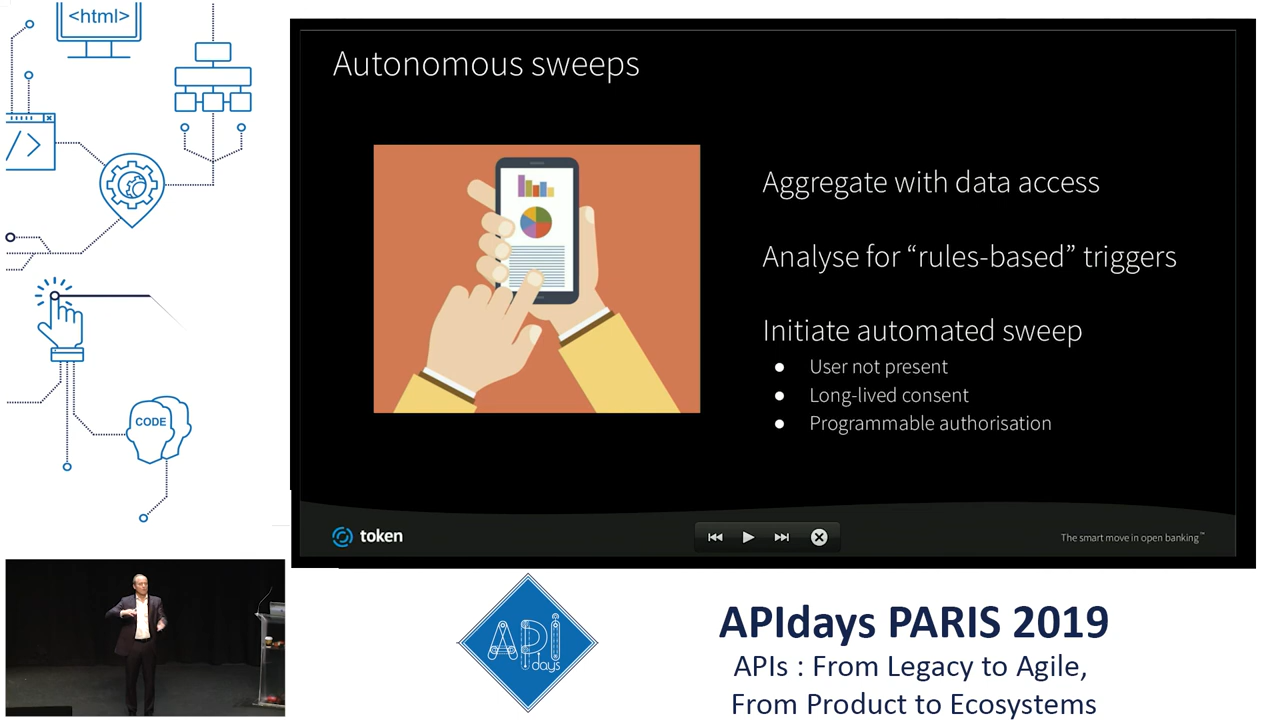 <html>
Autonomous sweeps
Aggregate with data access
Analyse for “rules-based” triggers
Initiate automated sweep
● User not present
● Long-lived consent
● Programmable authorisation
</>
CODE
token
The smart move in open banking™
API
days
APIdays PARIS 2019
APIs : From Legacy to Agile,
From Product to Ecosystems